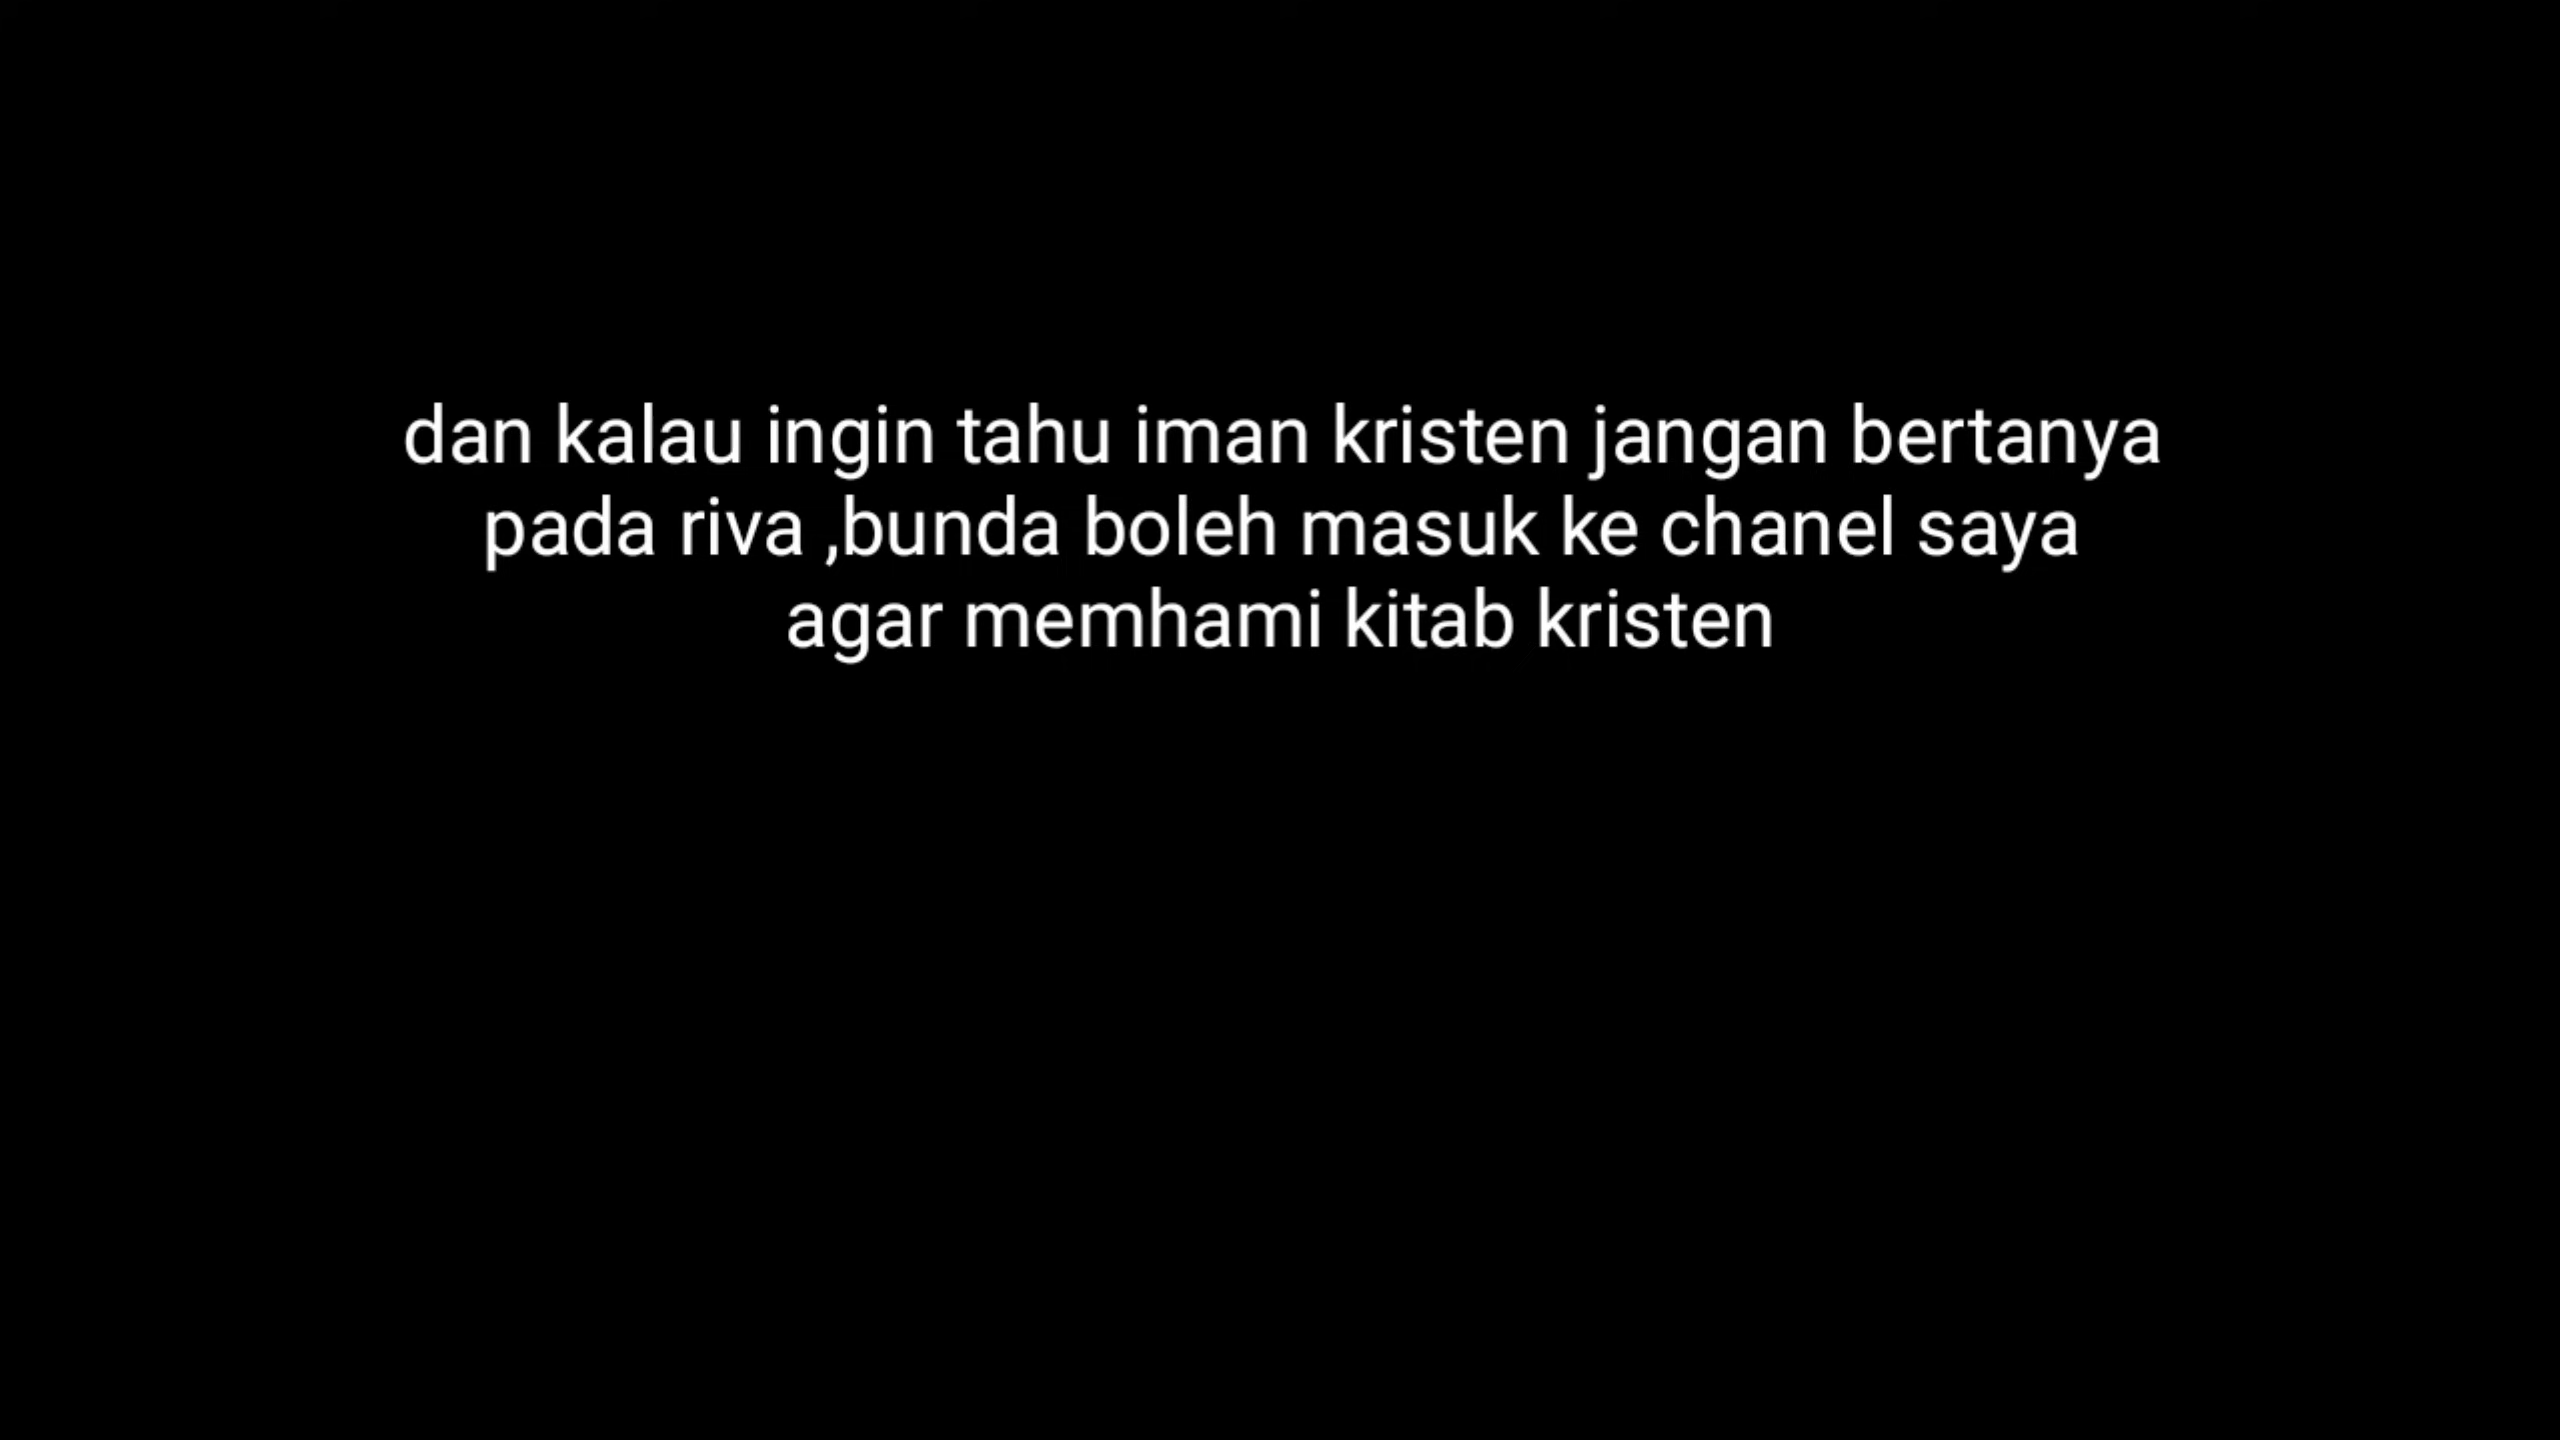 dan kalau ingin tahu iman kristen jangan bertanya
pada riva ,bunda boleh masuk ke chanel saya
agar memhami kitab kristen